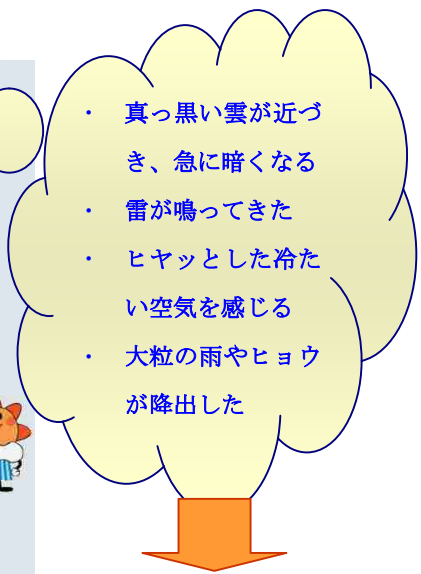 ・ 真っ黒い雲が近づ
き、急に暗くなる
・ 雷が鳴ってきた
・ ヒヤッとした冷た
い空気を感じる
・ 大粒の雨やヒョウ
が降出した